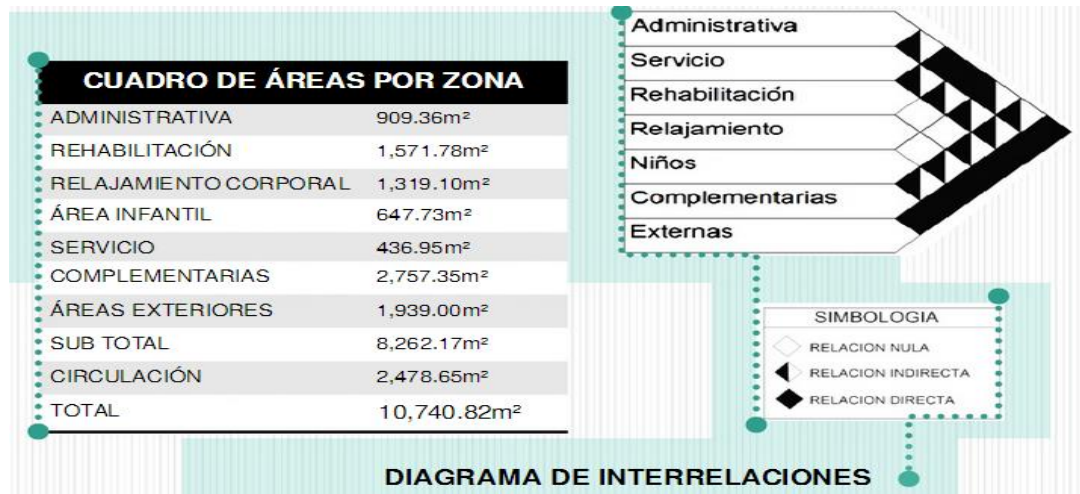 CUADRO DE ÁREAS POR ZONA
ADMINISTRATIVA 909.36m²
REHABILITACIÓN 1,571.78m²
RELAJAMIENTO CORPORAL 1,319.10m²
ÁREA INFANTIL 647.73m²
SERVICIO 436.95m²
COMPLEMENTARIAS 2,757.35m²
ÁREAS EXTERIORES 1,939.00m²
SUB TOTAL 8,262.17m²
CIRCULACIÓN 2,478.65m²
TOTAL 10,740.82m²
Administrativa
Servicio
Rehabilitación
Relajamiento
Niños
Complementarias
Externas
SIMBOLOGIA
RELACION NULA
RELACION INDIRECTA
RELACION DIRECTA
DIAGRAMA DE INTERRELACIONES